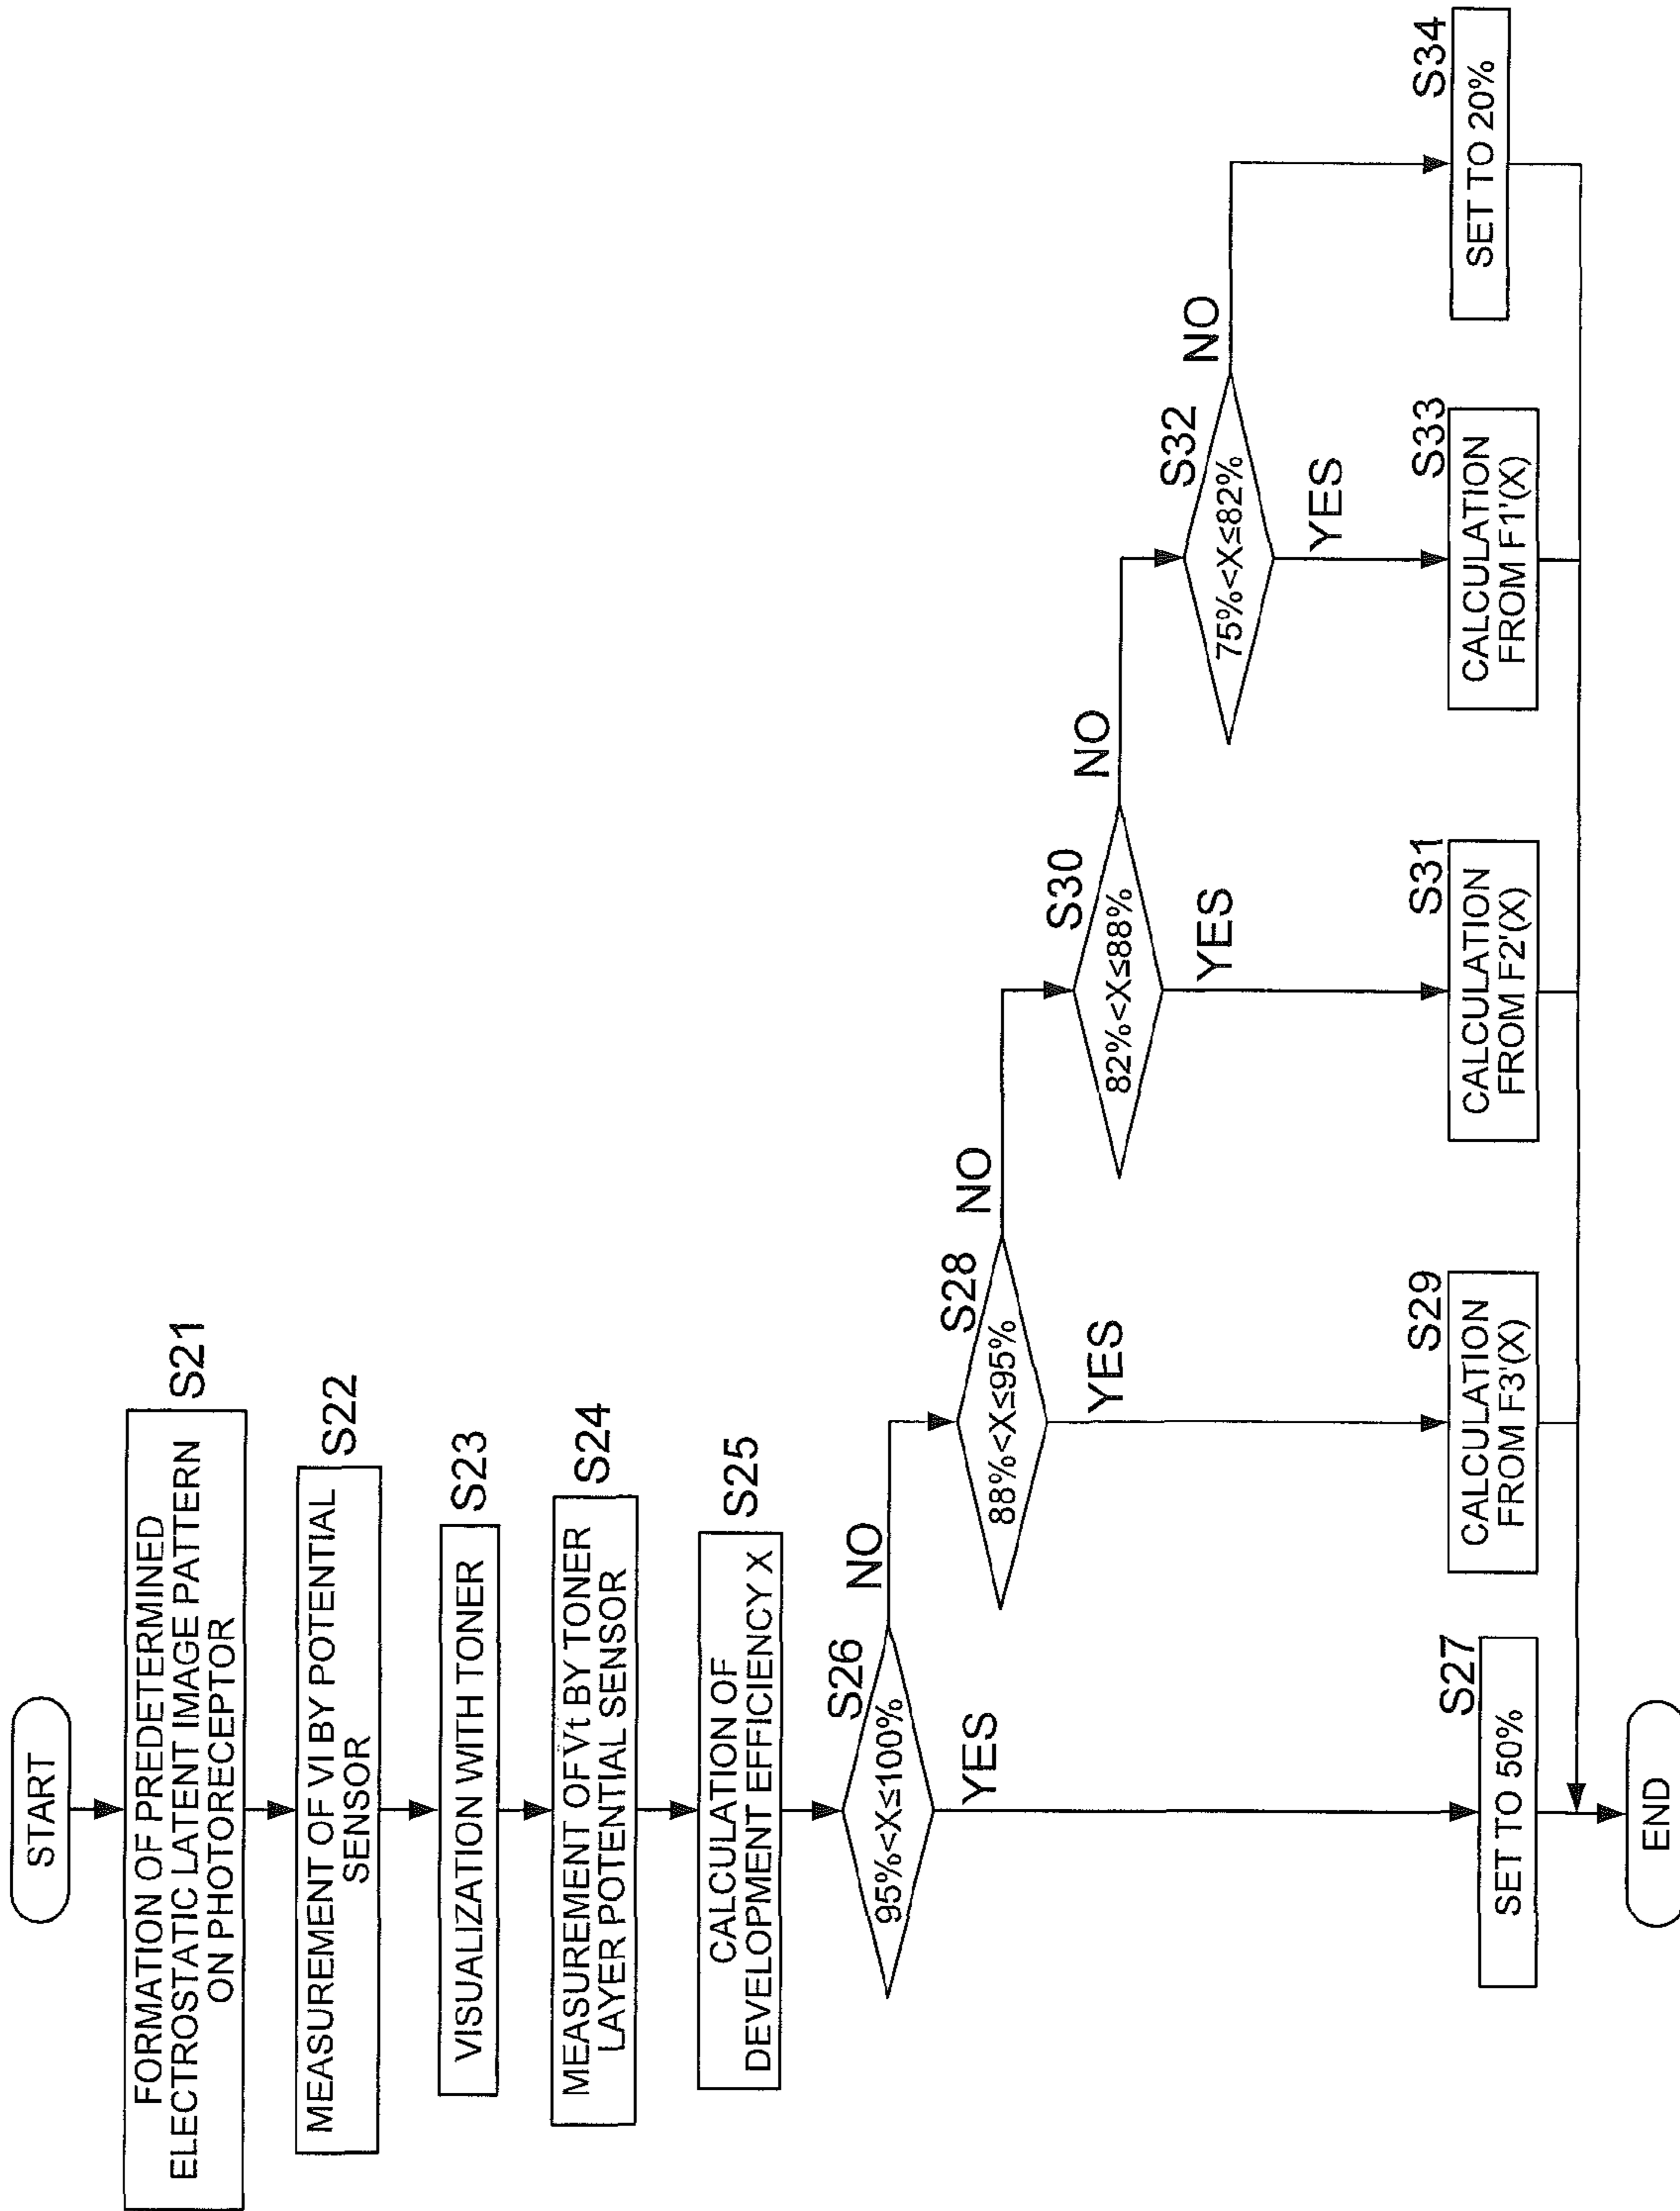 START
FORMATION OF PREDETERMINED
ELECTROSTATIC LATENT IMAGE PATTERN
ON PHOTORECEPTOR
S21
MEASUREMENT OF VI BY POTENTIAL
SENSOR
S22
VISUALIZATION WITH TONER
S23
MEASUREMENT OF Vt BY TONER
LAYER POTENTIAL SENSOR
S24
CALCULATION OF
DEVELOPMENT EFFICIENCY X
S25
S26
95%<X≤100%
NO
YES
S27
SET TO 50%
S28
88%<X≤95%
NO
YES
S29
CALCULATION
FROM F3'(X)
S30
82%<X≤88%
NO
YES
S31
CALCULATION
FROM F2'(X)
S32
75%<X≤82%
NO
YES
S33
CALCULATION
FROM F1'(X)
S34
SET TO 20%
END